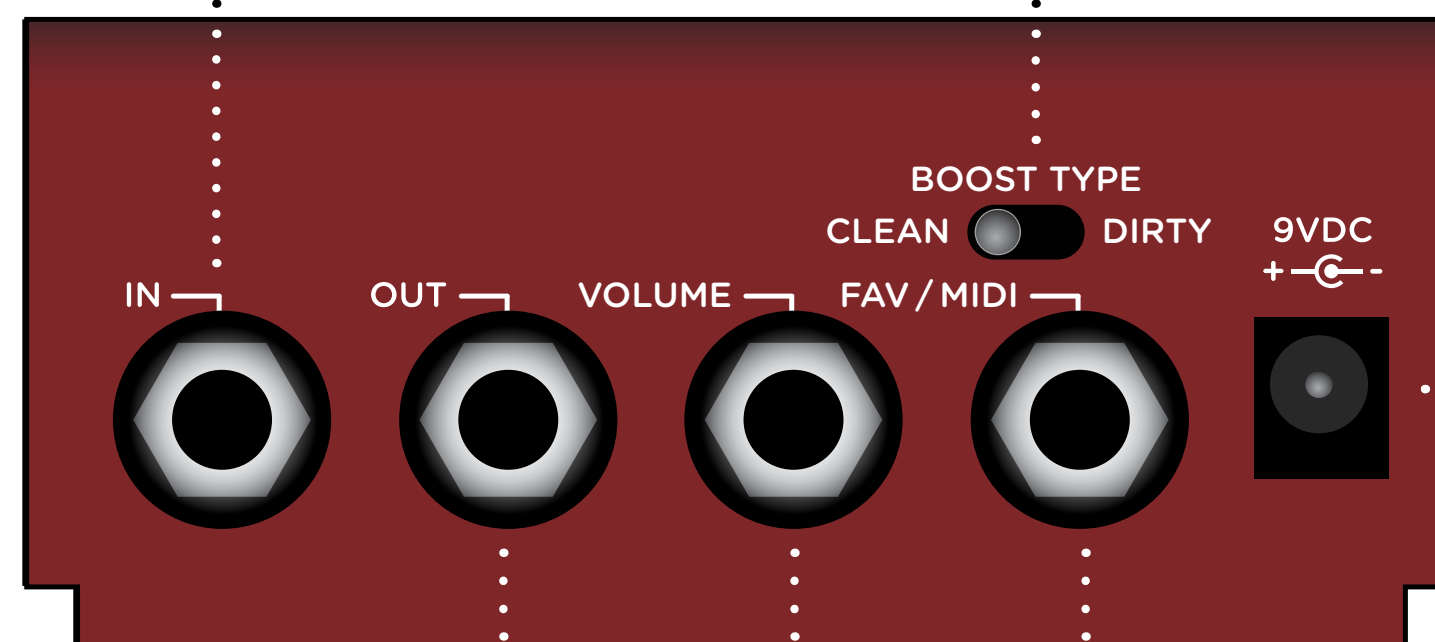 BOOST TYPE
CLEAN DIRTY
9VDC
+ -
IN OUT VOLUME FAV/MIDI